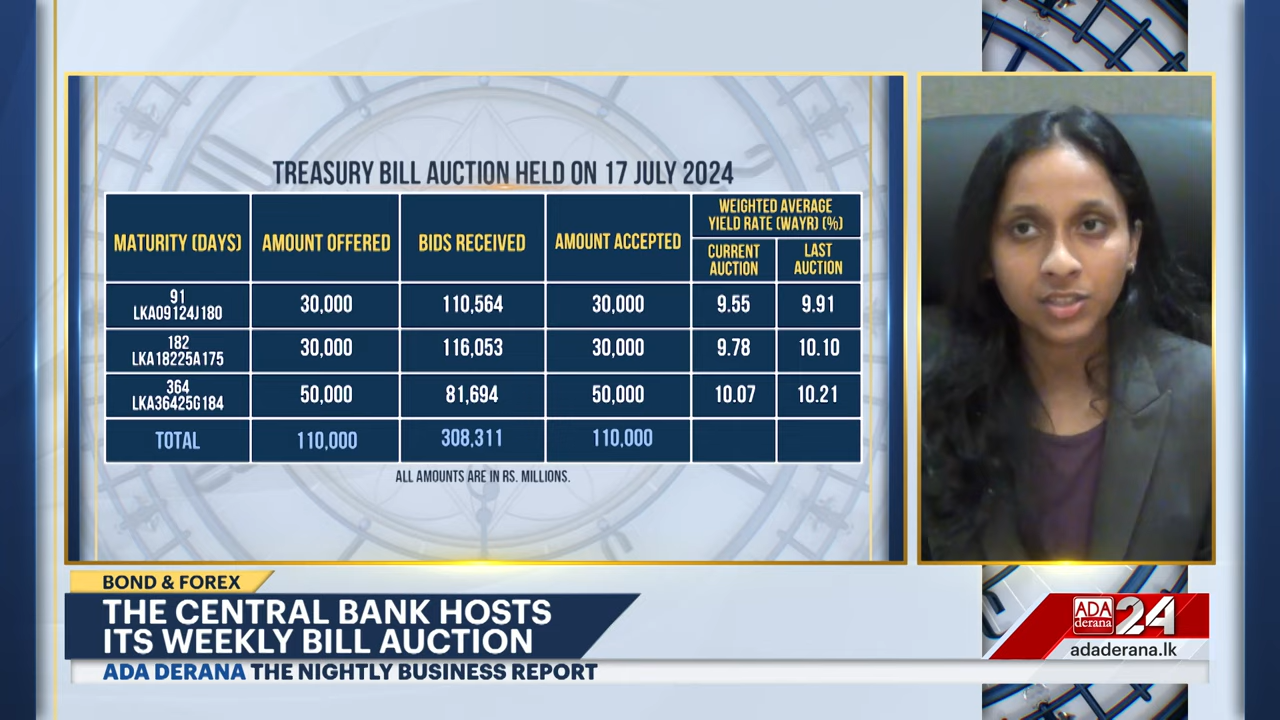 TREASURY BILL AUCTION HELD ON 17 JULY 2024
MATURITY (DAYS) AMOUNT OFFERED BIDS RECEIVED AMOUNT ACCEPTED WEIGHTED AVERAGE
YIELD RATE (WAYR) (%)
CURRENT
AUCTION
LAST
AUCTION
91
LKA09124J180 30,000 110,564 30,000 9.55 9.91
182
LKA18225A175 30,000 116,053 30,000 9.78 10.10
364
LKA36425G184 50,000 81,694 50,000 10.07 10.21
TOTAL 110,000 308,311 110,000
ALL AMOUNTS ARE IN RS. MILLIONS.
BOND & FOREX
THE CENTRAL BANK HOSTS
ITS WEEKLY BILL AUCTION
ADA DERANA THE NIGHTLY BUSINESS REPORT
ADA
derana 24
adaderana.lk